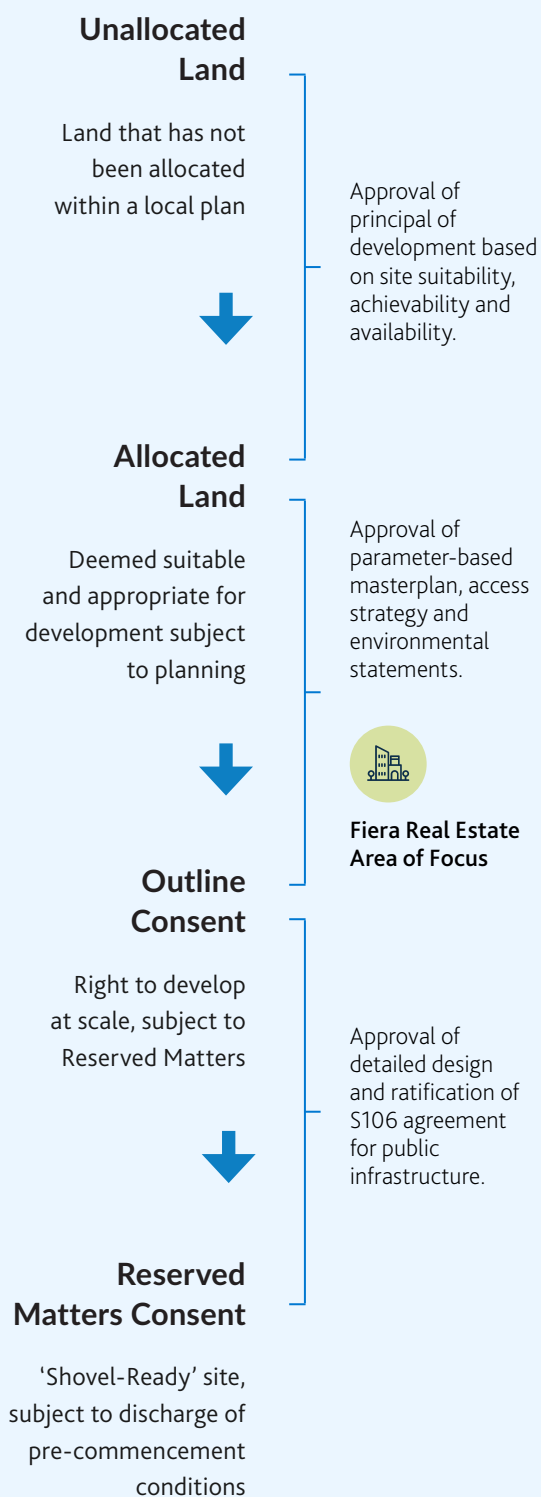 Unallocated
Land
Land that has not
been allocated
within a local plan
Approval of
principal of
development based
on site suitability,
achievability and
availability.
Allocated
Land
Deemed suitable
and appropriate for
development subject
to planning
Approval of
parameter-based
masterplan, access
strategy and
environmental
statements.
Fiera Real Estate
Area of Focus
Outline
Consent
Right to develop
at scale, subject to
Reserved Matters
Approval of
detailed design
and ratification of
S106 agreement
for public
infrastructure.
Reserved
Matters Consent
‘Shovel-Ready’ site,
subject to discharge of
pre-commencement
conditions